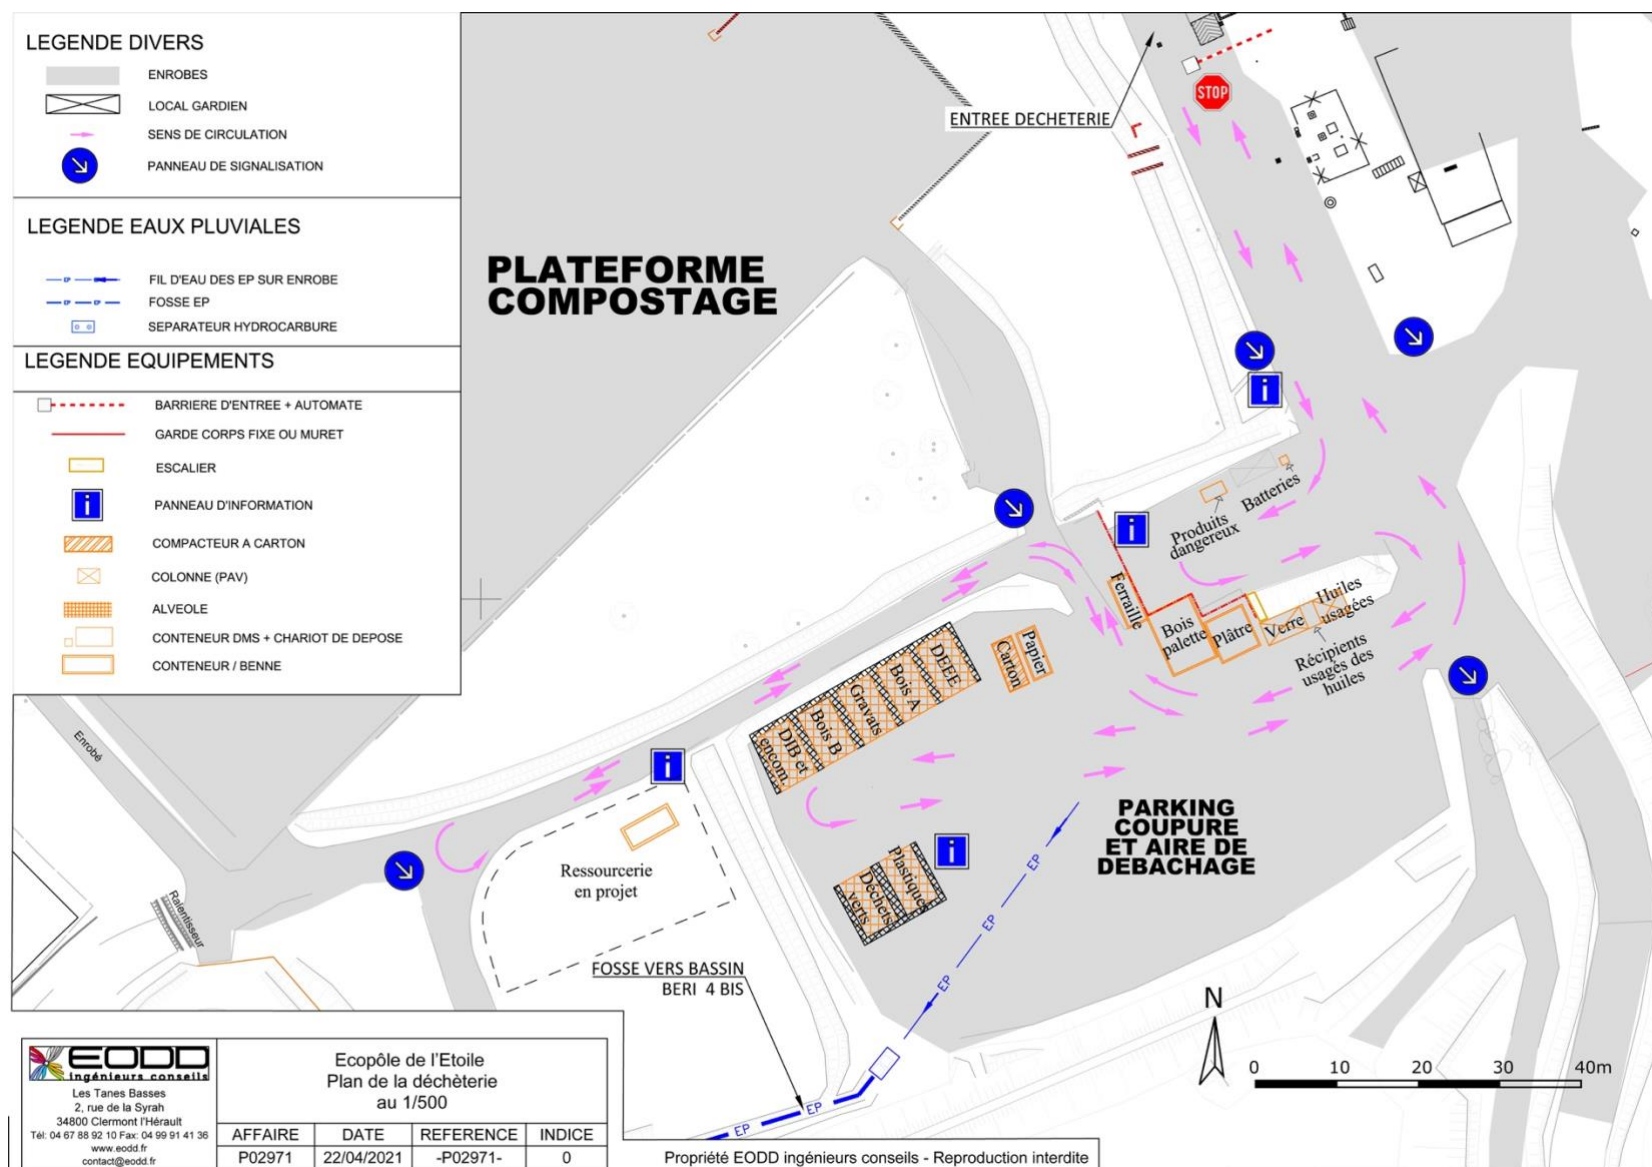 LEGENDE DIVERS
ENROBES
LOCAL GARDIEN
SENS DE CIRCULATION
PANNEAU DE SIGNALISATION
LEGENDE EAUX PLUVIALES
EP
FIL D'EAU DES EP SUR ENROBE
EP EP
FOSSE EP
SEPARATEUR HYDROCARBURE
LEGENDE EQUIPEMENTS
BARRIERE D'ENTREE + AUTOMATE
GARDE CORPS FIXE OU MURET
ESCALIER
i
PANNEAU D'INFORMATION
COMPACTEUR A CARTON
COLONNE (PAV)
ALVEOLE
CONTENEUR DMS + CHARIOT DE DEPOSE
CONTENEUR / BENNE
STOP
ENTREE DECHETERIE
PLATEFORME
COMPOSTAGE
i
Batteries
Produits
dangereux
i
Ferraille
Bois
palette
Plâtre
Verre
Huiles
usagées
Récipients
usagés des
huiles
Papier
Carton
DEEE
Bois A
Gravats
Bois B
DIB et
encom.
i
Enrobé
Ralentisseur
Ressourcerie
en projet
i
Plastiques
Déchets
verts
PARKING
COUPURE
ET AIRE DE
DEBACHAGE
EP
EP
EP
FOSSE VERS BASSIN
BERI 4 BIS
EP
EP
N
0 10 20 30 40m
EODD
ingénieurs conseils
Les Tanes Basses
2, rue de la Syrah
34800 Clermont l'Hérault
Tél: 04 67 88 92 10 Fax: 04 99 91 41 36
www.eodd.fr
contact@eodd.fr
Ecopôle de l'Etoile
Plan de la déchèterie
au 1/500
AFFAIRE DATE REFERENCE INDICE
P02971 22/04/2021 -P02971- 0
Propriété EODD ingénieurs conseils - Reproduction interdite